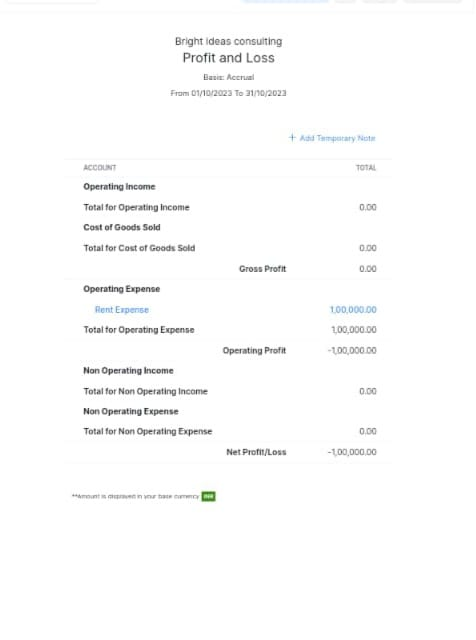 Bright ideas consulting
Profit and Loss
Basis: Accrual
From 01/10/2023 To 31/10/2023
+ Add Temporary Note
ACCOUNT TOTAL
Operating Income
Total for Operating Income 0.00
Cost of Goods Sold
Total for Cost of Goods Sold 0.00
Gross Profit 0.00
Operating Expense
Rent Expense 1,00,000.00
Total for Operating Expense 1,00,000.00
Operating Profit -1,00,000.00
Non Operating Income
Total for Non Operating Income 0.00
Non Operating Expense
Total for Non Operating Expense 0.00
Net Profit/Loss -1,00,000.00
**Amount is displayed in your base currency INR